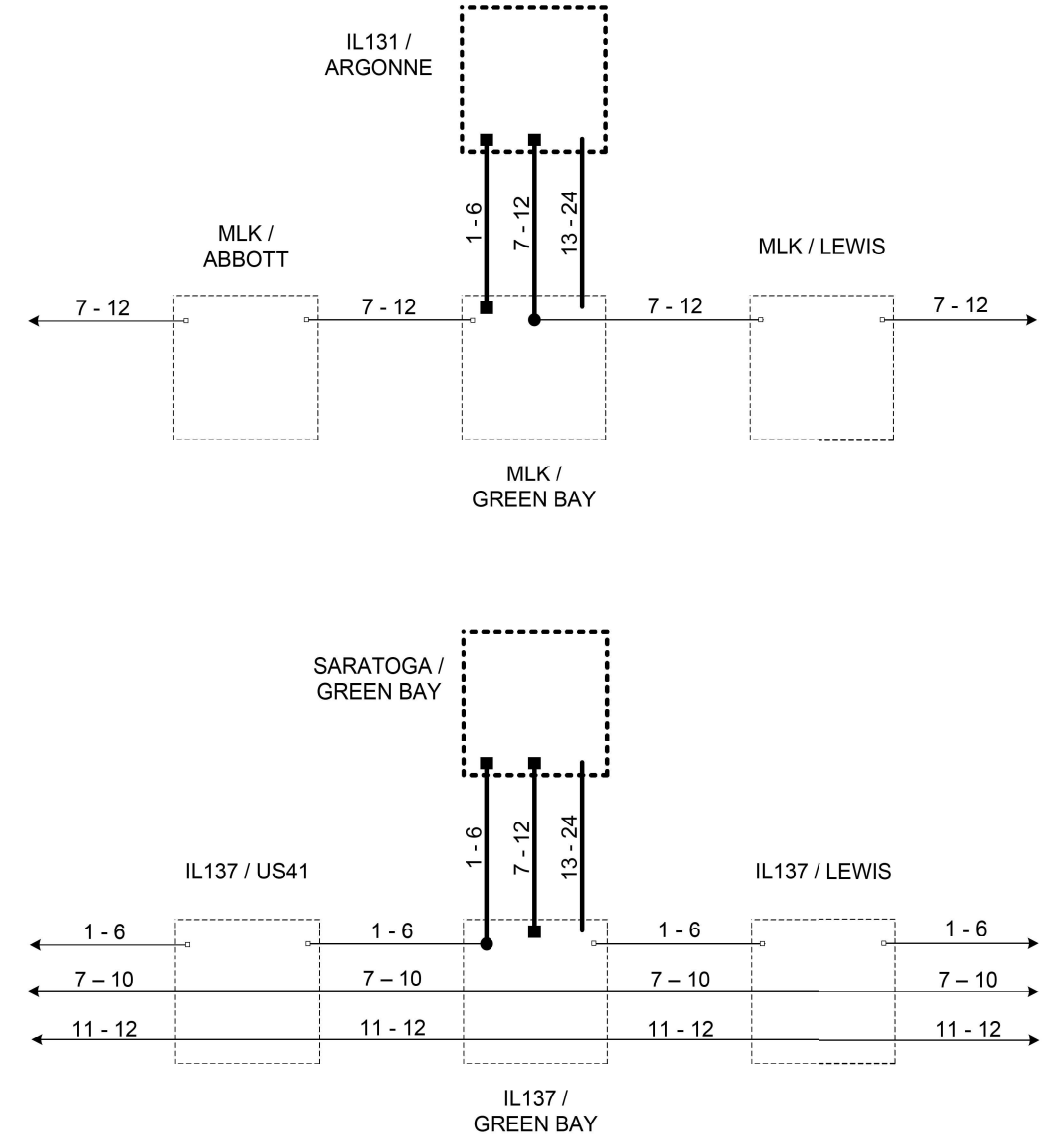 IL131 /
ARGONNE
1 - 6
7 - 12
13 - 24
MLK /
ABBOTT
MLK / LEWIS
7 - 12
7 - 12
7 - 12
7 - 12
MLK /
GREEN BAY
SARATOGA /
GREEN BAY
1 - 6
7 - 12
13 - 24
IL137 / US41
IL137 / LEWIS
1 - 6
1 - 6
1 - 6
1 - 6
7 – 10
7 – 10
7 – 10
7 – 10
11 - 12
11 - 12
11 - 12
11 - 12
IL137 /
GREEN BAY